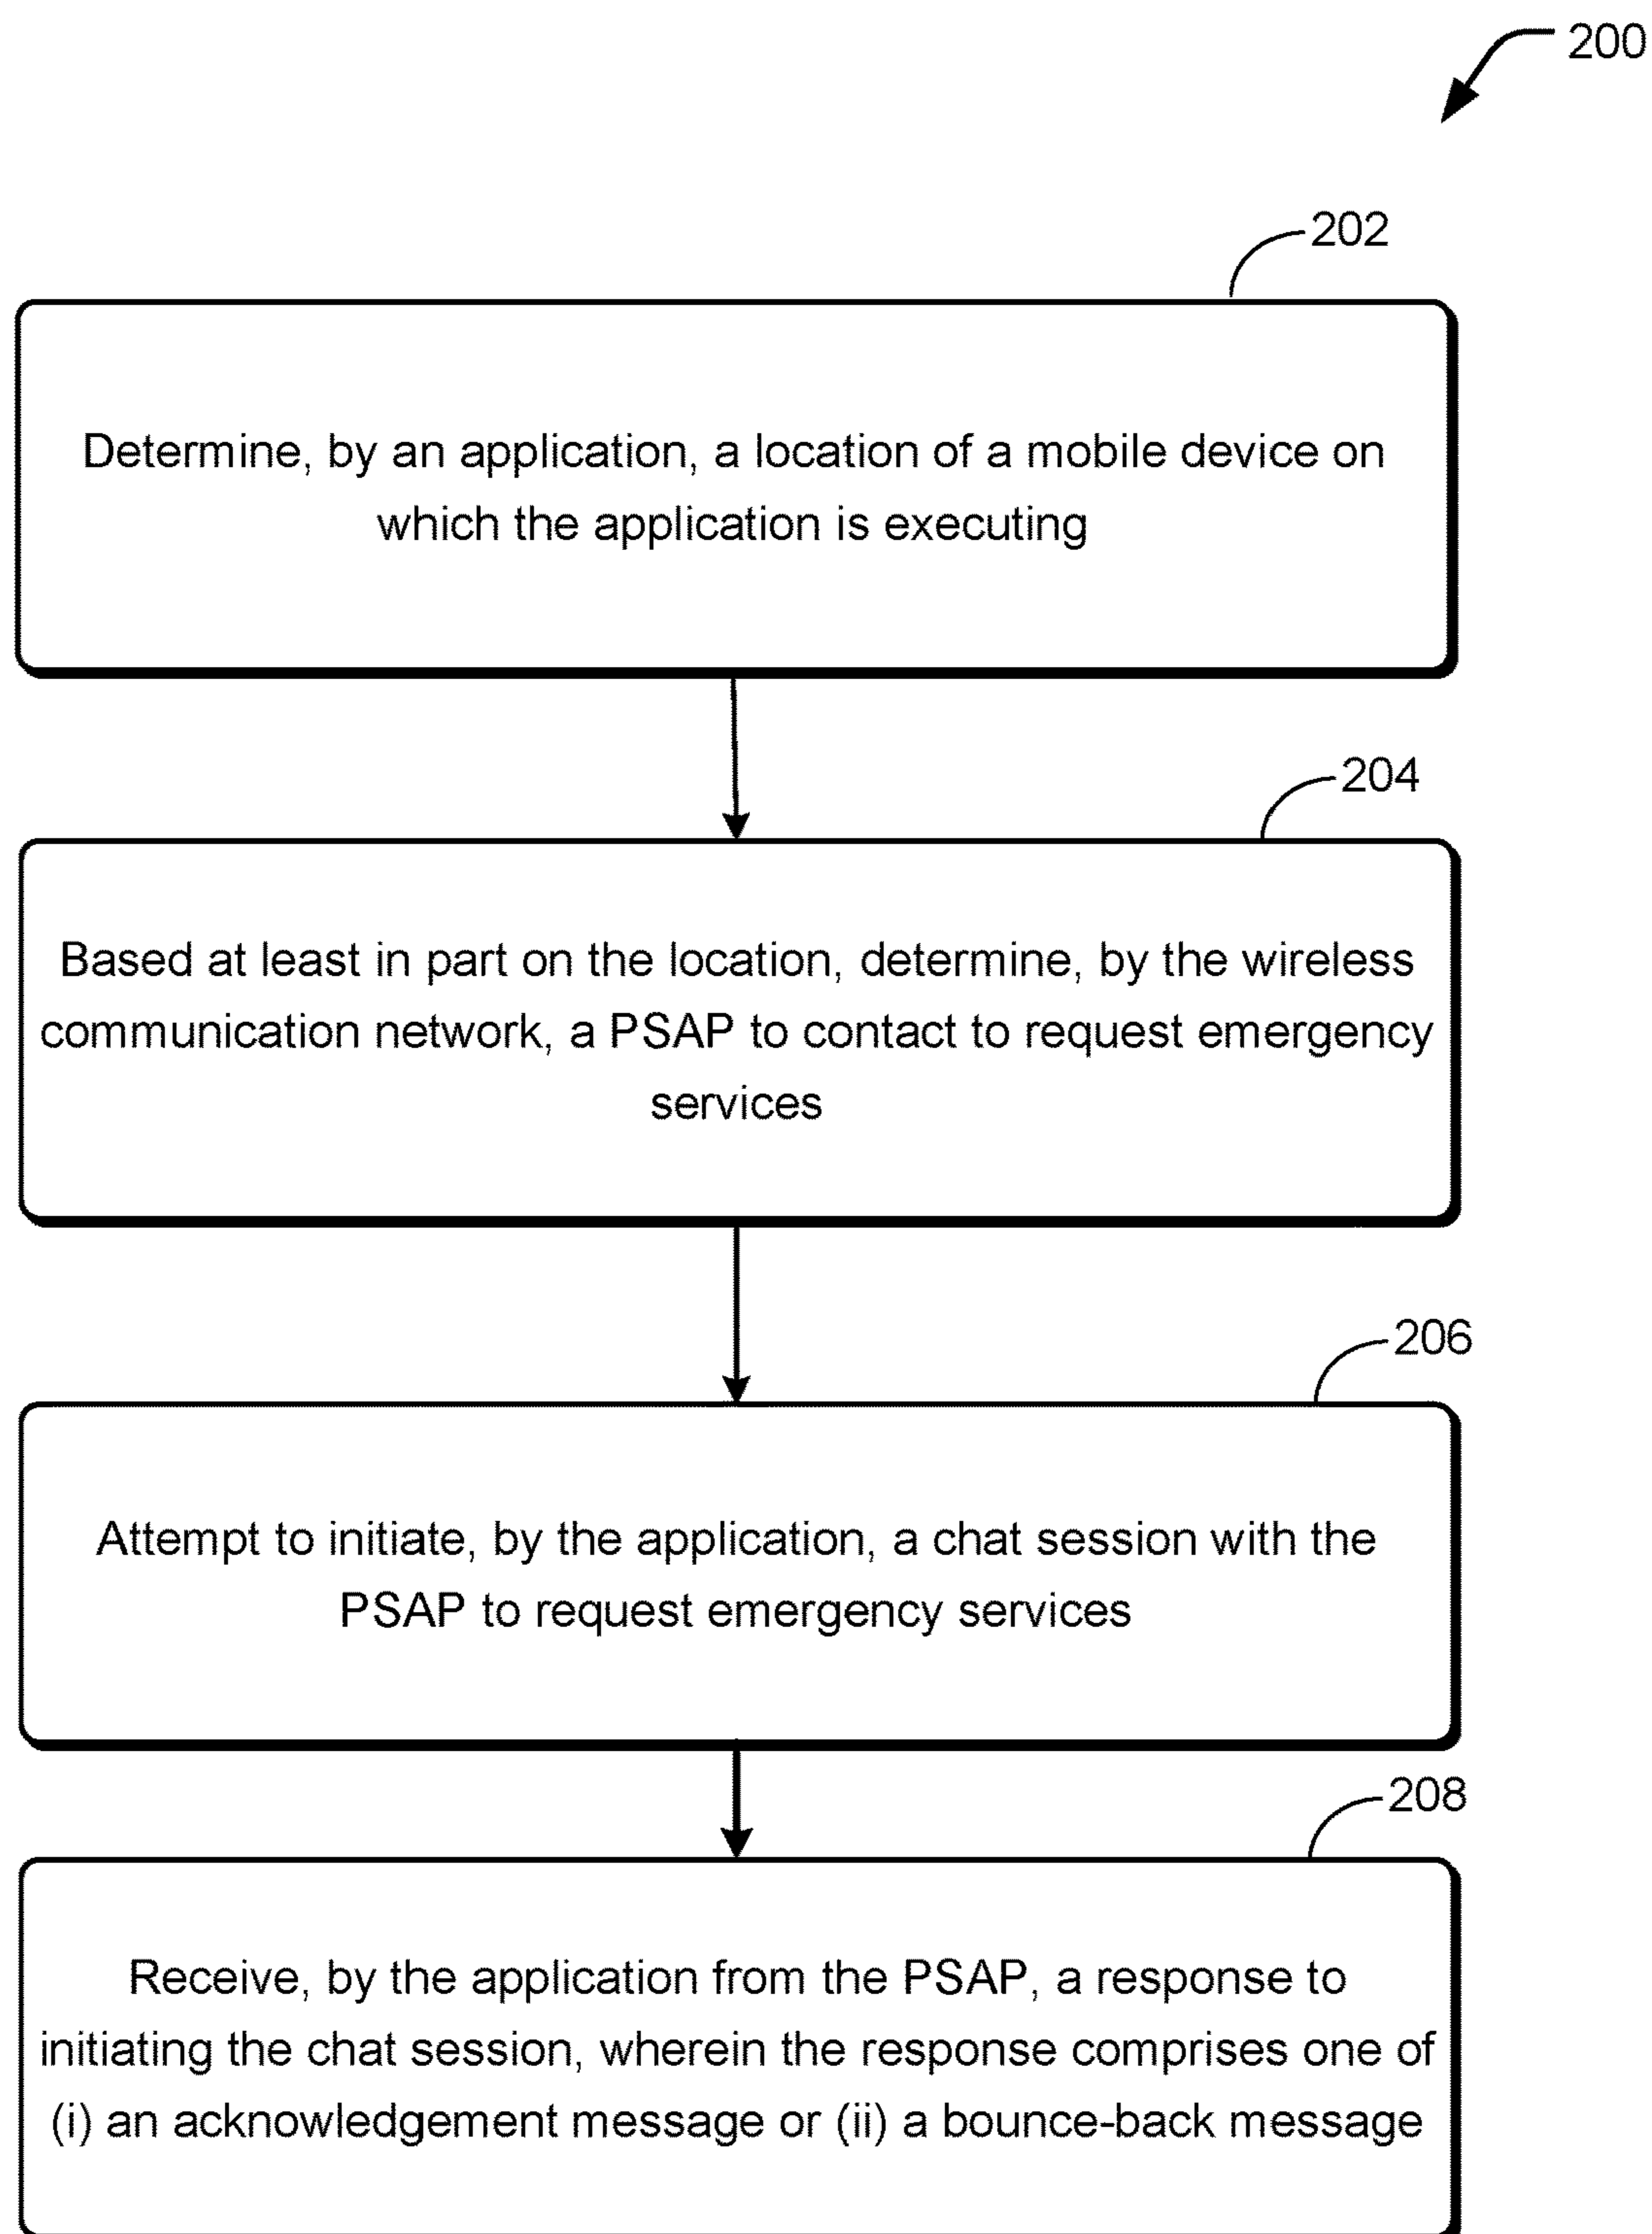 200
202
Determine, by an application, a location of a mobile device on
which the application is executing
204
Based at least in part on the location, determine, by the wireless
communication network, a PSAP to contact to request emergency
services
206
Attempt to initiate, by the application, a chat session with the
PSAP to request emergency services
208
Receive, by the application from the PSAP, a response to
initiating the chat session, wherein the response comprises one of
(i) an acknowledgement message or (ii) a bounce-back message